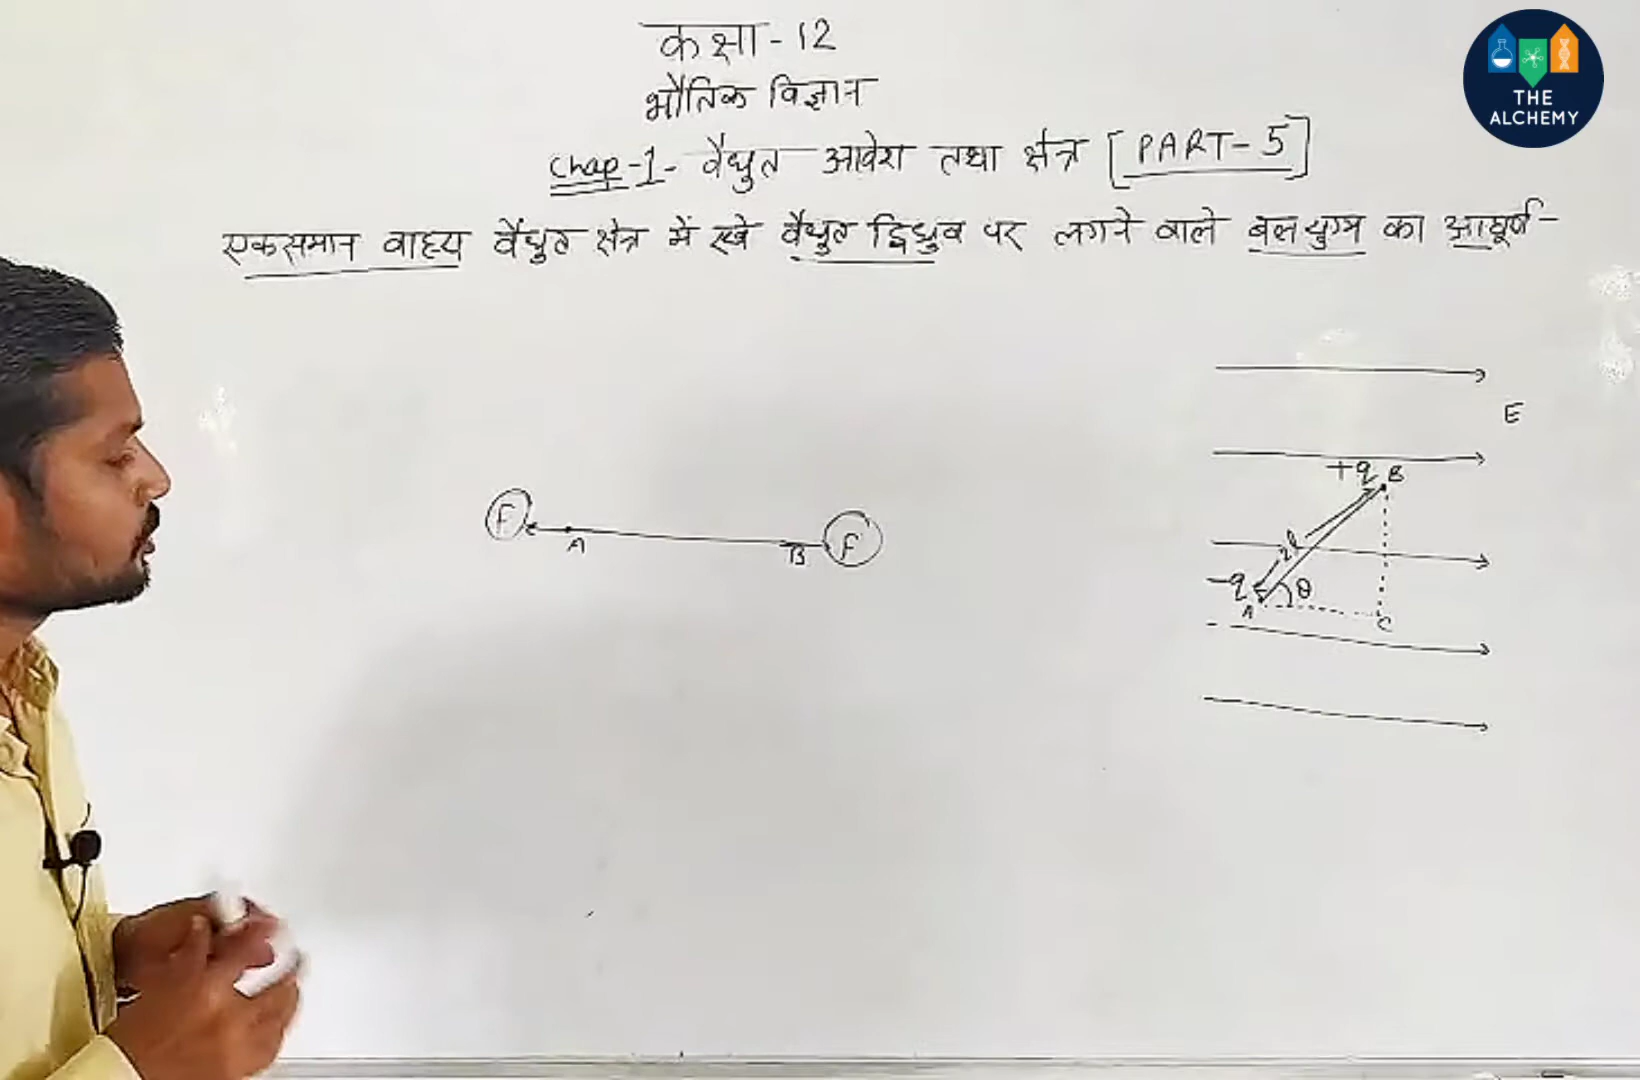 कक्षा - 12
भौतिक विज्ञान
Chap-1- वैधुत आवेश तथा क्षेत्र [PART-5]
एकसमान वाह्य वैधुत क्षेत्र में रखे वैधुत द्विध्रुव पर लगने वाले बलयुग्म का आघूर्ण-
THE
ALCHEMY
E
+q B
F A B F
2l
-q θ
A C